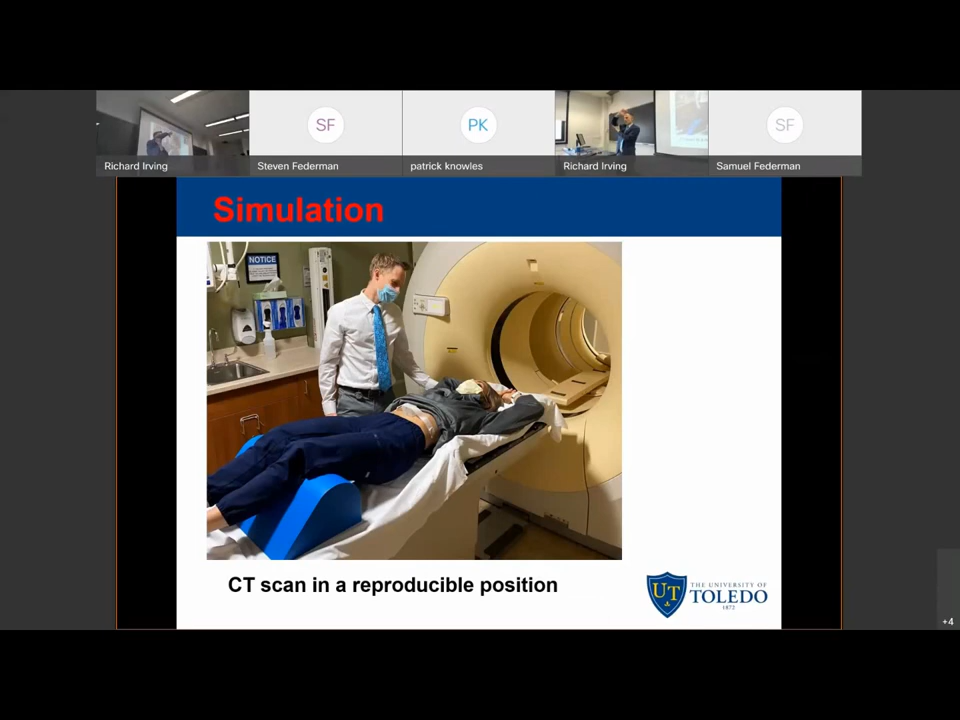 SF
PK
SF
Richard Irving
Steven Federman
patrick knowles
Richard Irving
Samuel Federman
Simulation
NOTICE
CT scan in a reproducible position
UT
THE UNIVERSITY OF
TOLEDO
1872
+4